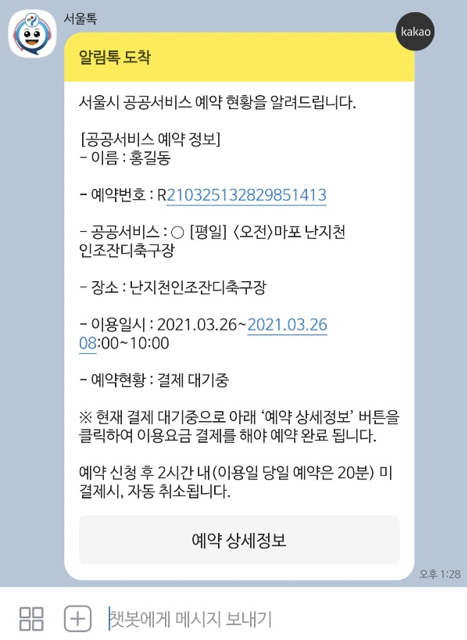 서울톡
kakao
알림톡 도착
서울시 공공서비스 예약 현황을 알려드립니다.
[공공서비스 예약 정보]
- 이름 : 홍길동
- 예약번호 : R210325132829851413
- 공공서비스 : ○ [평일] 〈오전〉마포 난지천
인조잔디축구장
- 장소 : 난지천인조잔디축구장
- 이용일시 : 2021.03.26~2021.03.26
08:00~10:00
- 예약현황 : 결제 대기중
※ 현재 결제 대기중으로 아래 ‘예약 상세정보’ 버튼을
클릭하여 이용요금 결제를 해야 예약 완료 됩니다.
예약 신청 후 2시간 내(이용일 당일 예약은 20분) 미
결제시, 자동 취소됩니다.
예약 상세정보
오후 1:28
챗봇에게 메시지 보내기